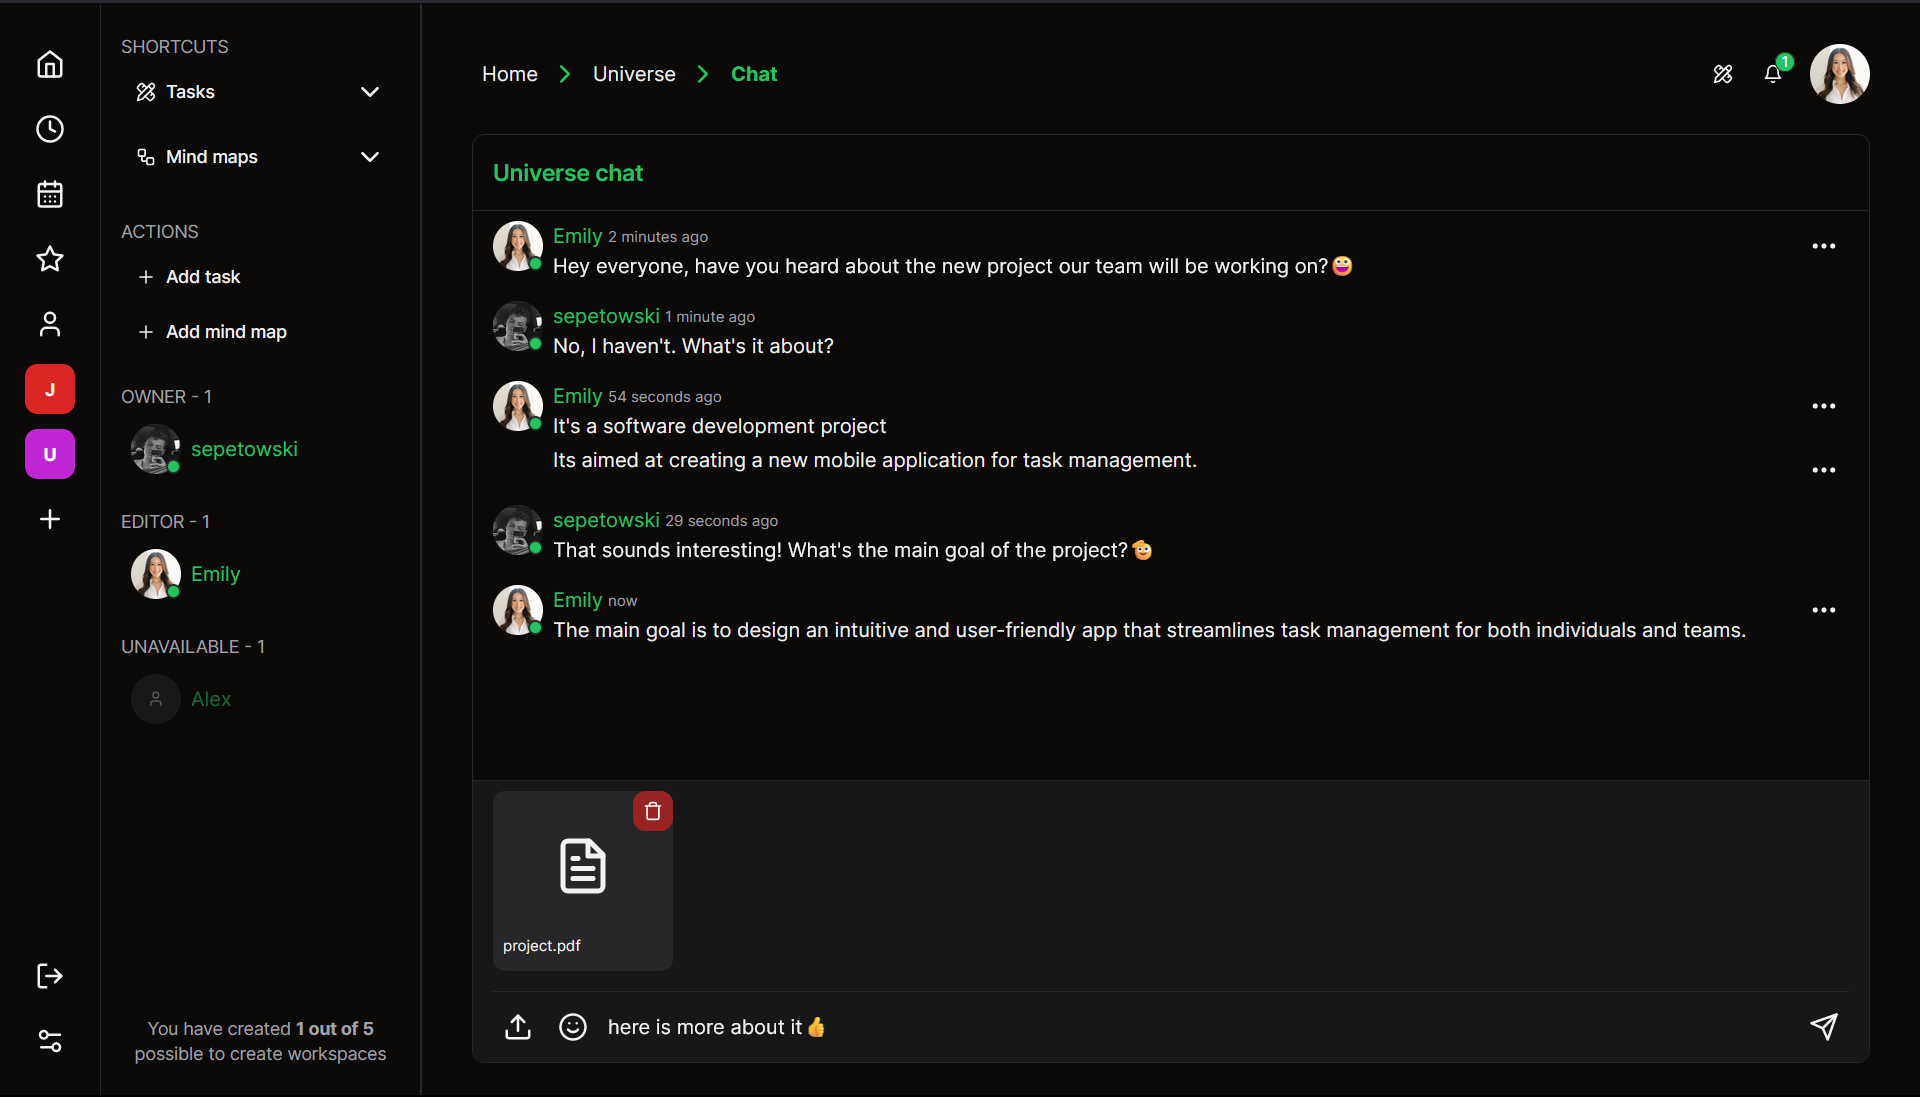 SHORTCUTS
Tasks
Mind maps
ACTIONS
Add task
Add mind map
OWNER - 1
sepetowski
EDITOR - 1
Emily
UNAVAILABLE - 1
Alex
J
U
You have created 1 out of 5
possible to create workspaces
Home Universe Chat
1
Universe chat
Emily 2 minutes ago
Hey everyone, have you heard about the new project our team will be working on?😀
sepetowski 1 minute ago
No, I haven't. What's it about?
Emily 54 seconds ago
It's a software development project
Its aimed at creating a new mobile application for task management.
sepetowski 29 seconds ago
That sounds interesting! What's the main goal of the project?🫡
Emily now
The main goal is to design an intuitive and user-friendly app that streamlines task management for both individuals and teams.
project.pdf
here is more about it👍